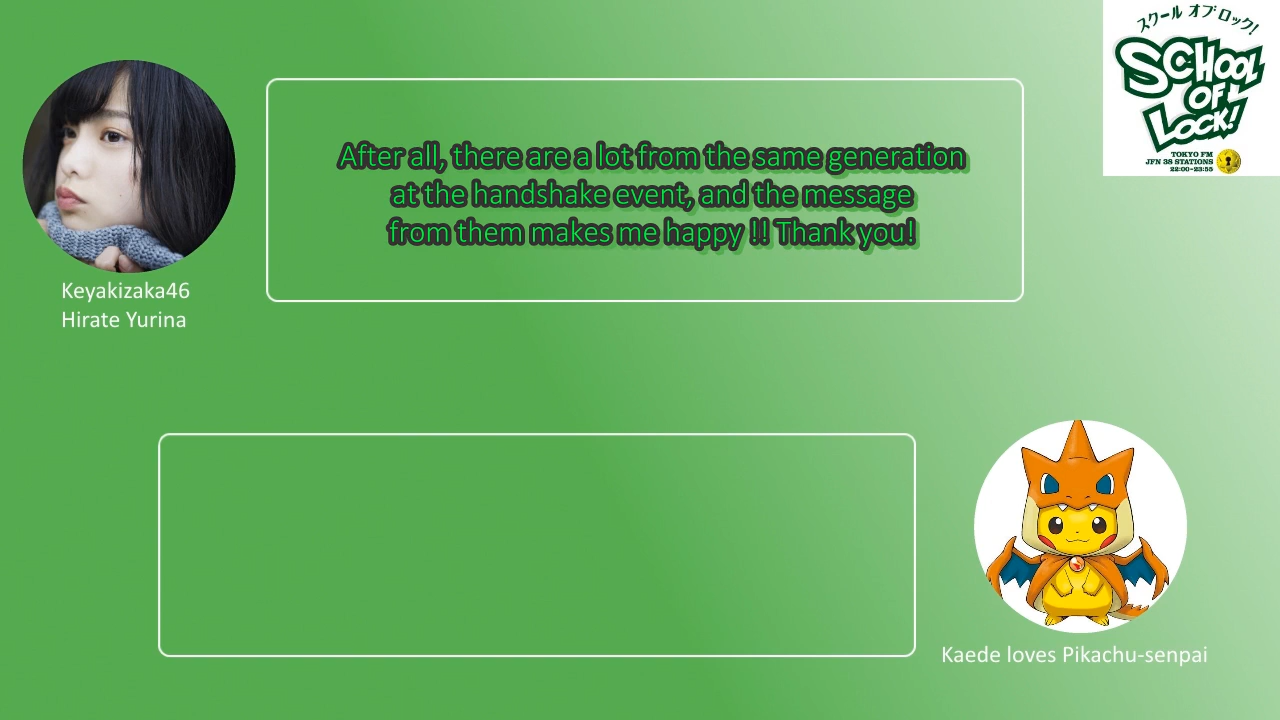 スクール オブ・ロック!
SCHOOL
OF
LOCK!
TOKYO FM
JFN 38 STATIONS
22:00-23:55
After all, there are a lot from the same generation
at the handshake event, and the message
from them makes me happy !! Thank you!
Keyakizaka46
Hirate Yurina
Kaede loves Pikachu-senpai